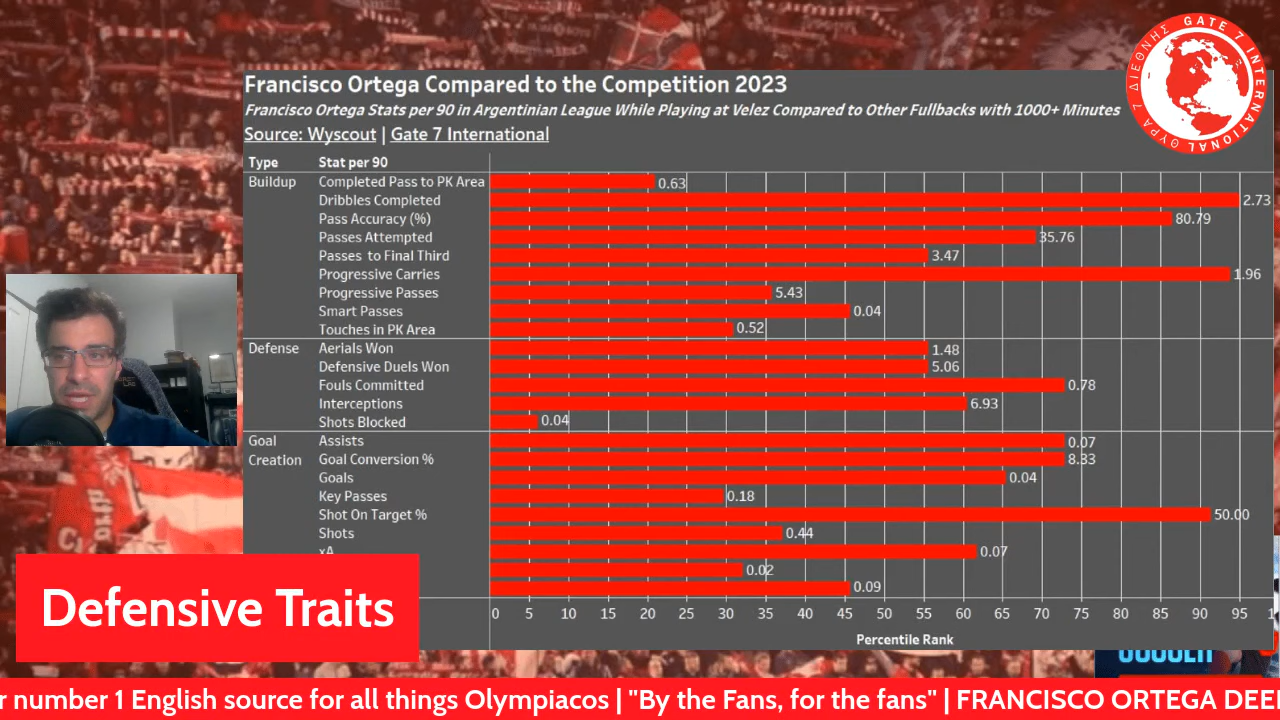 Francisco Ortega Compared to the Competition 2023
Francisco Ortega Stats per 90 in Argentinian League While Playing at Velez Compared to Other Fullbacks with 1000+ Minutes
Source: Wyscout | Gate 7 International
GATE 7 INTERNATIONAL ΘΥΡΑ 7 ΔΙΕΘΝΗΣ
Type Stat per 90
Buildup Completed Pass to PK Area 0.63
Dribbles Completed 2.73
Pass Accuracy (%) 80.79
Passes Attempted 35.76
Passes to Final Third 3.47
Progressive Carries 1.96
Progressive Passes 5.43
Smart Passes 0.04
Touches in PK Area 0.52
Defense Aerials Won 1.48
Defensive Duels Won 5.06
Fouls Committed 0.78
Interceptions 6.93
Shots Blocked 0.04
Goal Assists 0.07
Creation Goal Conversion % 8.33
Goals 0.04
Key Passes 0.18
Shot On Target % 50.00
Shots 0.44
xA 0.07
0.02
0.09
0 5 10 15 20 25 30 35 40 45 50 55 60 65 70 75 80 85 90 95 1
Percentile Rank
Defensive Traits
r number 1 English source for all things Olympiacos | "By the Fans, for the fans" | FRANCISCO ORTEGA DEE